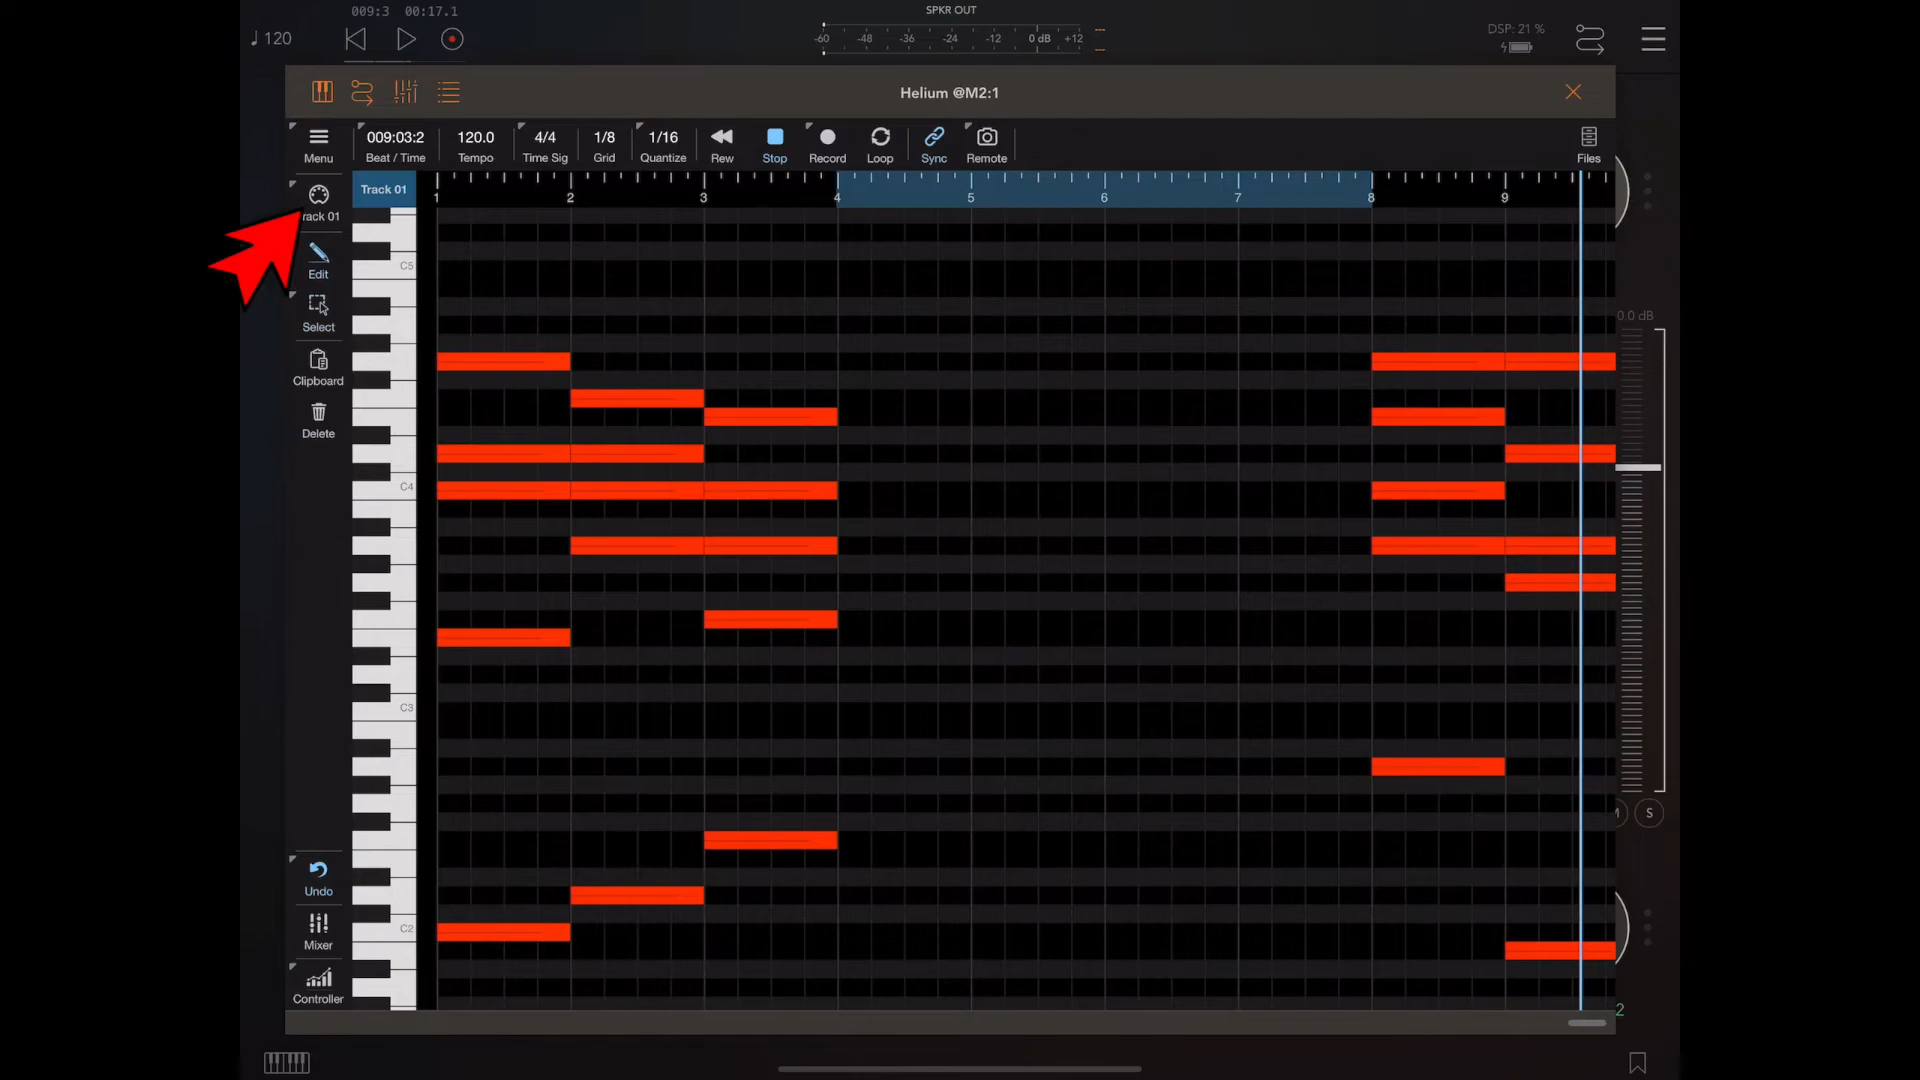 009:3 00:17.1
SPKR OUT
♩ 120
-60 -48 -36 -24 -12 0 dB +12
DSP: 21 %
Helium @M2:1
Menu
009:03:2
Beat / Time
120.0
Tempo
4/4
Time Sig
1/8
Grid
1/16
Quantize
Rew
Stop
Record
Loop
Sync
Remote
Files
Track 01
1 2 3 4 5 6 7 8 9
rack 01
Edit
Select
Clipboard
Delete
Undo
Mixer
Controller
C5
C4
C3
C2
0.0 dB
S
2